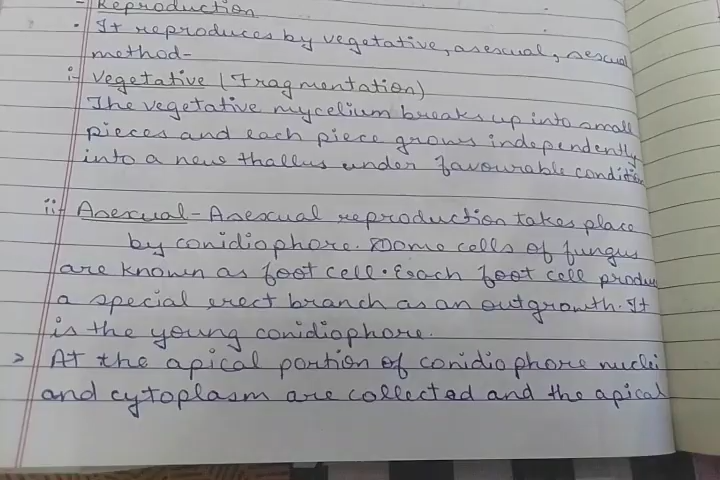 - Reproduction
• It reproduces by vegetative, asexual, sexual
method-
i- Vegetative (Fragmentation)
The vegetative mycelium breaks up into small
pieces and each piece grows independently
into a new thallus under favourable condition
ii- Asexual - Asexual reproduction takes place
by conidiophore. Some cells of fungus
are known as foot cell. Each foot cell produ
a special erect branch as an outgrowth. It
is the young conidiophore.
> At the apical portion of conidiophore nuclei
and cytoplasm are collected and the apical